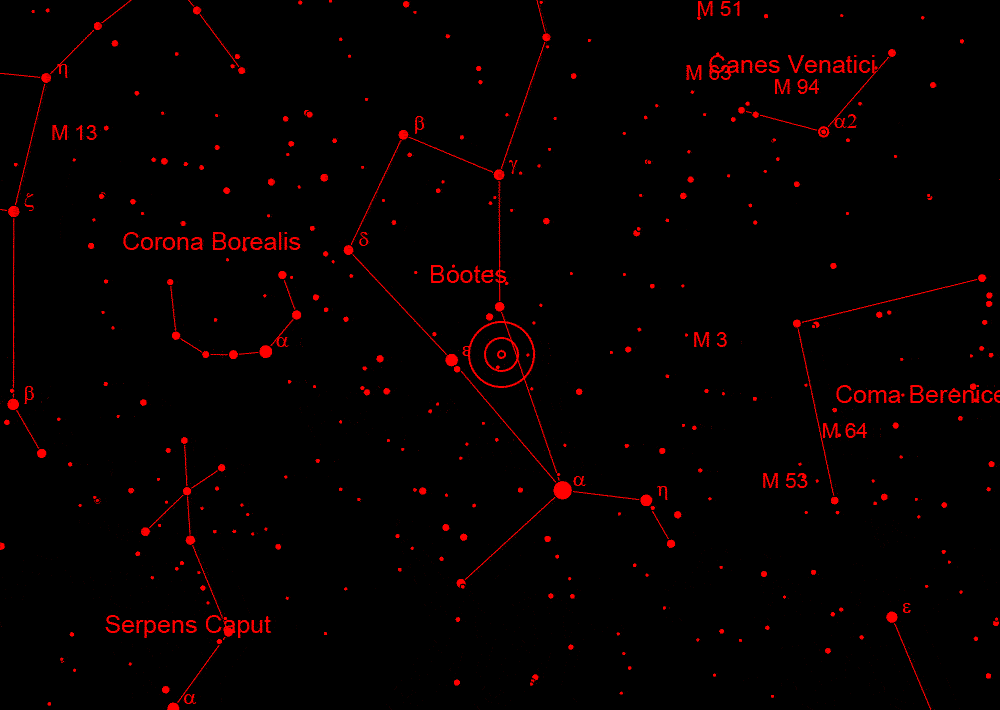 M 51
η
Canes Venatici
M 63
M 94
β
α2
M 13
γ
ζ
δ
Corona Borealis
Bootes
α
ε
M 3
β
Coma Berenice
M 64
α
η
M 53
ε
Serpens Caput
α